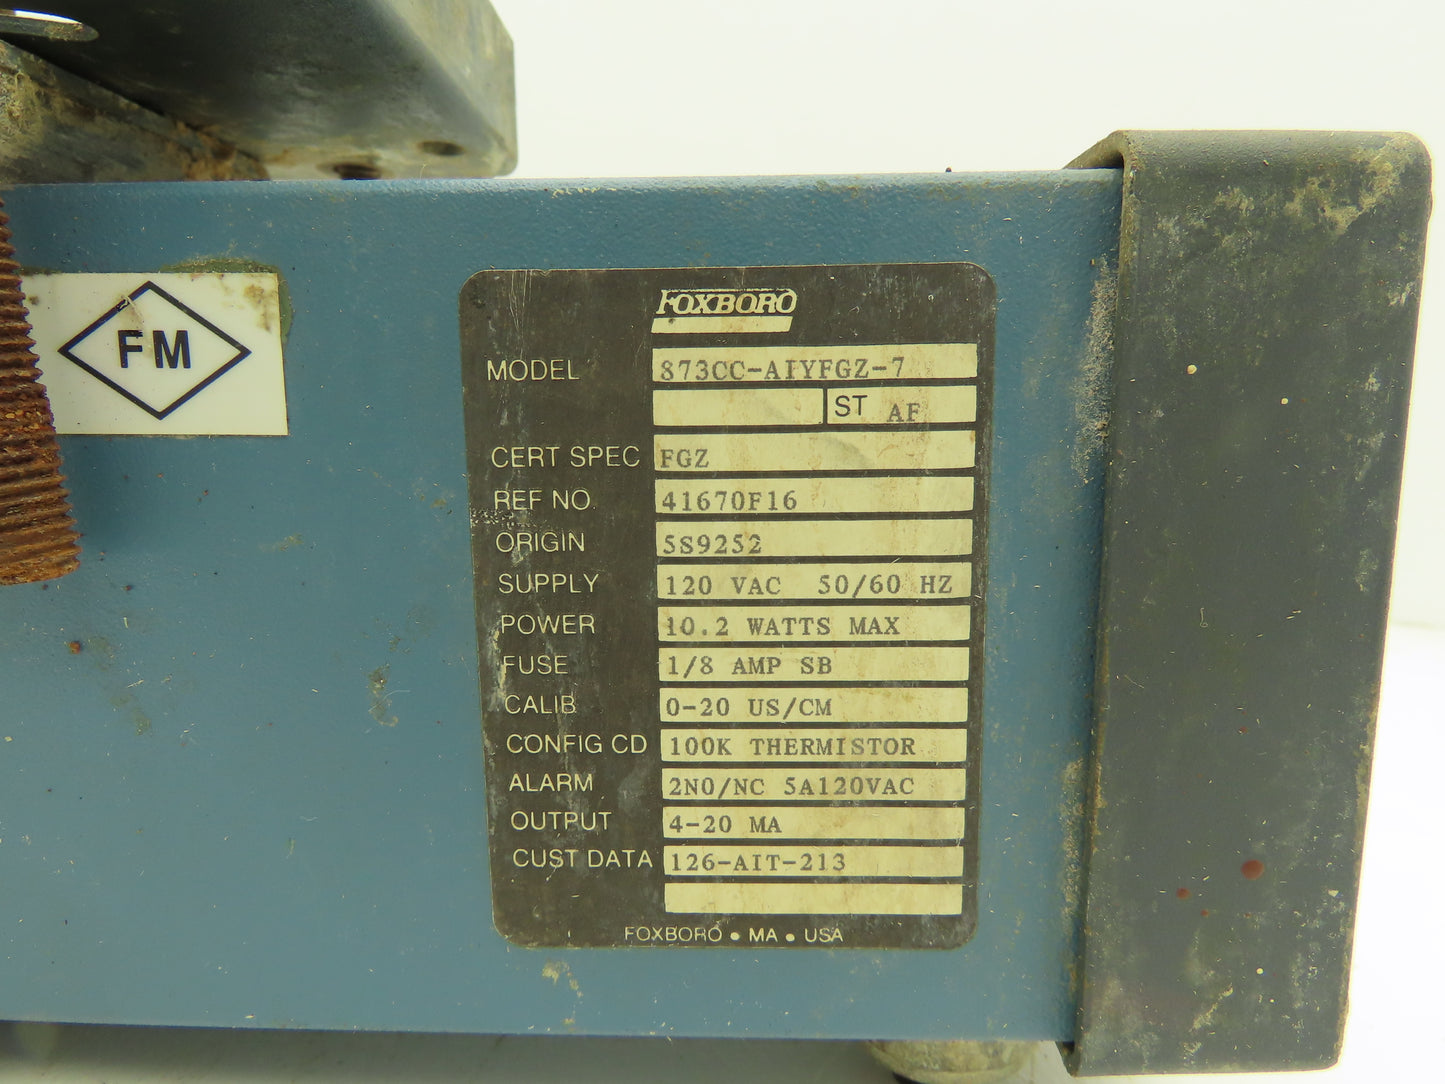 FM
FOXBORO
MODEL 873CC-AIYFGZ-7
ST AF
CERT SPEC FGZ
REF NO. 41670F16
ORIGIN 5S9252
SUPPLY 120 VAC 50/60 HZ
POWER 10.2 WATTS MAX
FUSE 1/8 AMP SB
CALIB 0-20 US/CM
CONFIG CD 100K THERMISTOR
ALARM 2NO/NC 5A120VAC
OUTPUT 4-20 MA
CUST DATA 126-AIT-213
FOXBORO • MA • USA